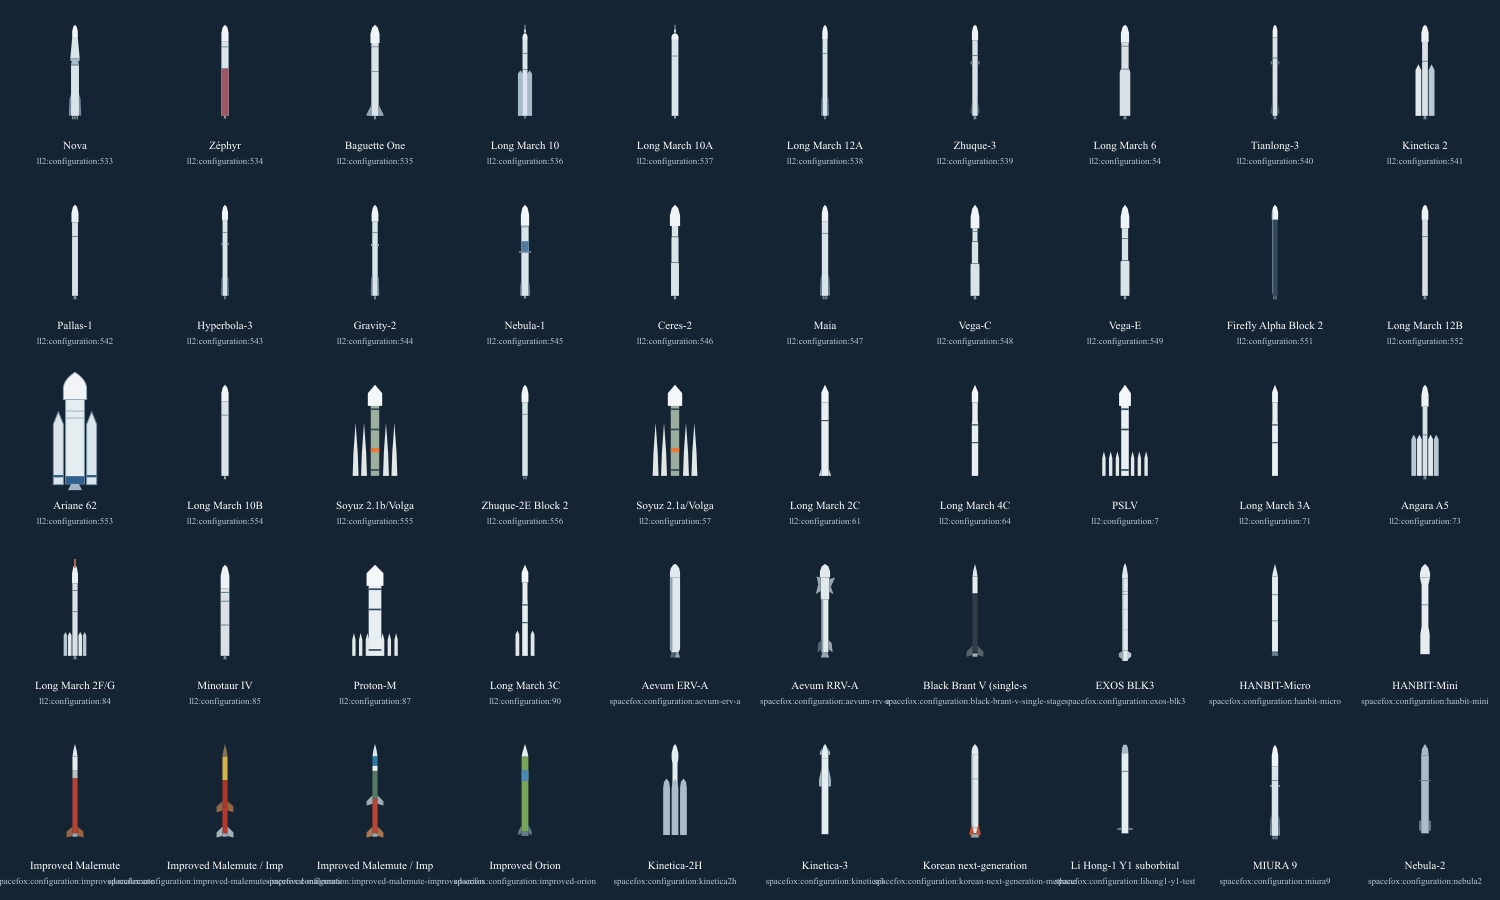 Nova
Zéphyr
Baguette One
Long March 10
Long March 10A
Long March 12A
Zhuque-3
Long March 6
Tianlong-3
Kinetica 2
ll2:configuration:533
ll2:configuration:534
ll2:configuration:535
ll2:configuration:536
ll2:configuration:537
ll2:configuration:538
ll2:configuration:539
ll2:configuration:54
ll2:configuration:540
ll2:configuration:541
Pallas-1
Hyperbola-3
Gravity-2
Nebula-1
Ceres-2
Maia
Vega-C
Vega-E
Firefly Alpha Block 2
Long March 12B
ll2:configuration:542
ll2:configuration:543
ll2:configuration:544
ll2:configuration:545
ll2:configuration:546
ll2:configuration:547
ll2:configuration:548
ll2:configuration:549
ll2:configuration:551
ll2:configuration:552
Ariane 62
Long March 10B
Soyuz 2.1b/Volga
Zhuque-2E Block 2
Soyuz 2.1a/Volga
Long March 2C
Long March 4C
PSLV
Long March 3A
Angara A5
ll2:configuration:553
ll2:configuration:554
ll2:configuration:555
ll2:configuration:556
ll2:configuration:57
ll2:configuration:61
ll2:configuration:64
ll2:configuration:7
ll2:configuration:71
ll2:configuration:73
Long March 2F/G
Minotaur IV
Proton-M
Long March 3C
Aevum ERV-A
Aevum RRV-A
Black Brant V (single-s
EXOS BLK3
HANBIT-Micro
HANBIT-Mini
ll2:configuration:84
ll2:configuration:85
ll2:configuration:87
ll2:configuration:90
spacefox:configuration:aevum-erv-a
spacefox:configuration:aevum-rrv-a
spacefox:configuration:black-brant-v-single-stage
spacefox:configuration:exos-blk3
spacefox:configuration:hanbit-micro
spacefox:configuration:hanbit-mini
Improved Malemute
Improved Malemute / Imp
Improved Malemute / Imp
Improved Orion
Kinetica-2H
Kinetica-3
Korean next-generation
Li Hong-1 Y1 suborbital
MIURA 9
Nebula-2
spacefox:configuration:improved-orion
spacefox:configuration:kinetica2h
spacefox:configuration:lihong1-y1-test
spacefox:configuration:miura9
spacefox:configuration:nebula2